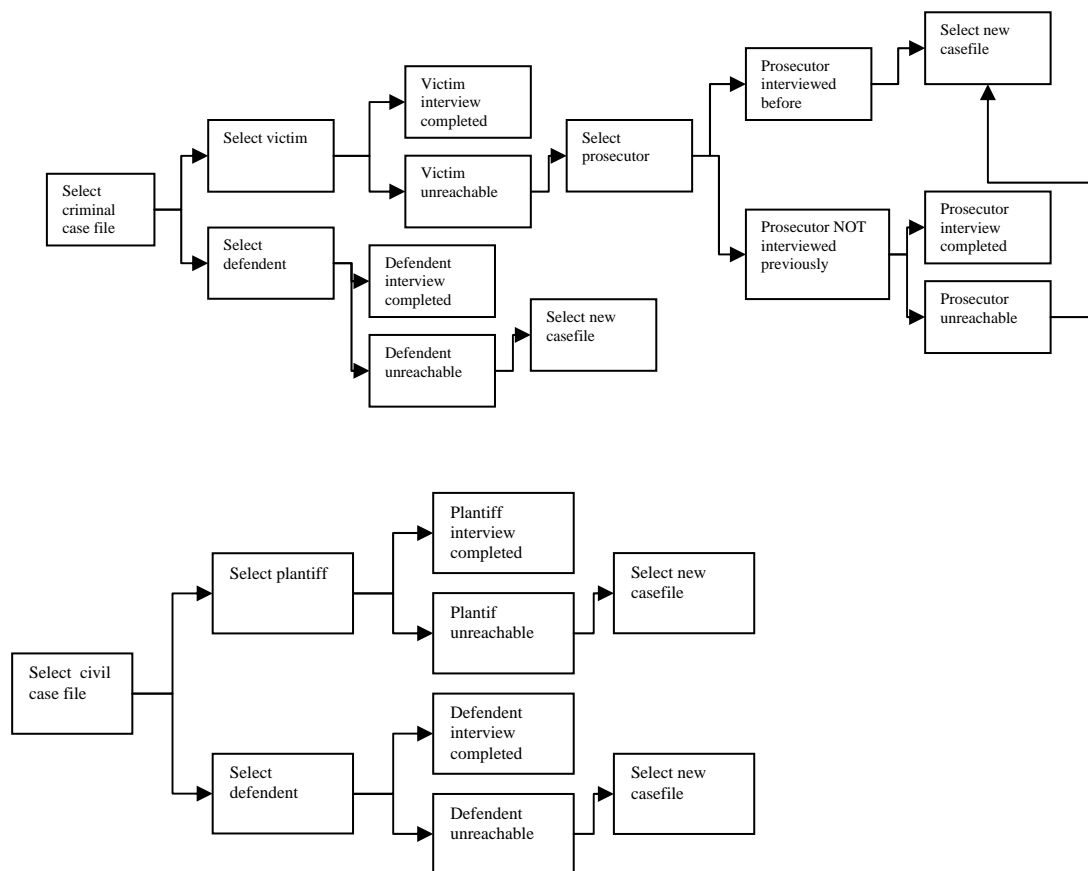 Select new
casefile
Prosecutor
interviewed
before
Victim
interview
completed
Select victim
Select
prosecutor
Victim
unreachable
Select
criminal
case file
Prosecutor NOT
interviewed
previously
Prosecutor
interview
completed
Select
defendent
Defendent
interview
completed
Prosecutor
unreachable
Select new
casefile
Defendent
unreachable
Plantiff
interview
completed
Select plantiff
Select new
casefile
Plantif
unreachable
Select civil
case file
Defendent
interview
completed
Select
defendent
Select new
casefile
Defendent
unreachable